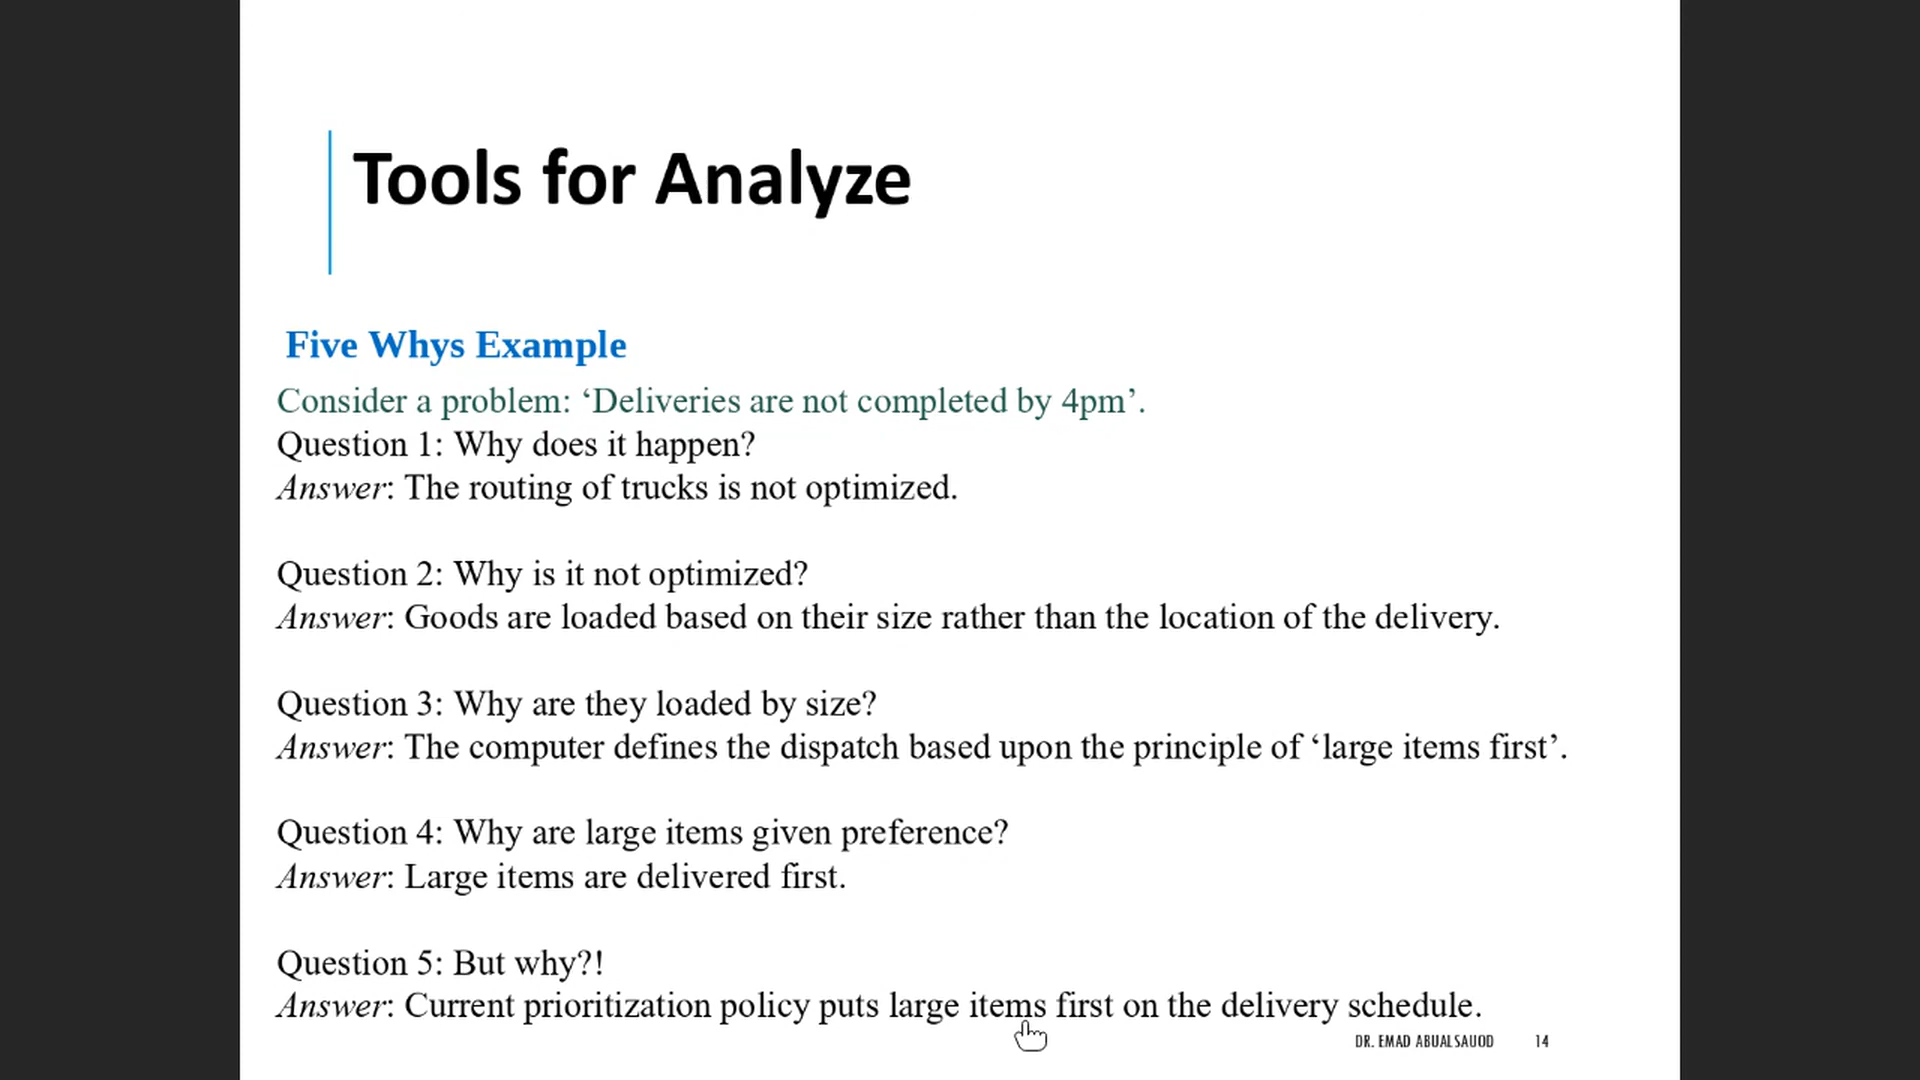 Tools for Analyze
Five Whys Example
Consider a problem: ‘Deliveries are not completed by 4pm’.
Question 1: Why does it happen?
Answer: The routing of trucks is not optimized.
Question 2: Why is it not optimized?
Answer: Goods are loaded based on their size rather than the location of the delivery.
Question 3: Why are they loaded by size?
Answer: The computer defines the dispatch based upon the principle of ‘large items first’.
Question 4: Why are large items given preference?
Answer: Large items are delivered first.
Question 5: But why?!
Answer: Current prioritization policy puts large items first on the delivery schedule.
DR. EMAD ABUALSAUOD 14